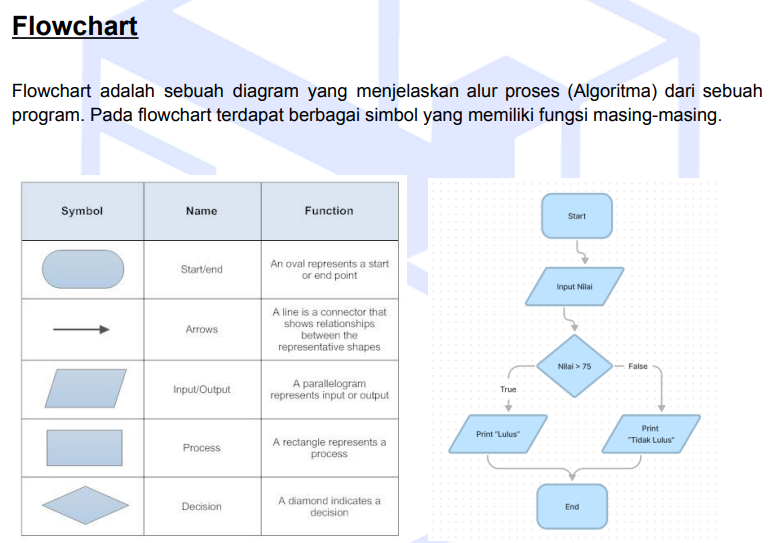 Flowchart
Flowchart adalah sebuah diagram yang menjelaskan alur proses (Algoritma) dari sebuah
program. Pada flowchart terdapat berbagai simbol yang memiliki fungsi masing-masing.
Symbol Name Function
Start/end
An oval represents a start
or end point
Arrows
A line is a connector that
shows relationships
between the
representative shapes
Input/Output
A parallelogram
represents input or output
Process
A rectangle represents a
process
Decision
A diamond indicates a
decision
Start
Input Nilai
Nilai > 75
False
True
Print "Lulus"
Print
"Tidak Lulus"
End